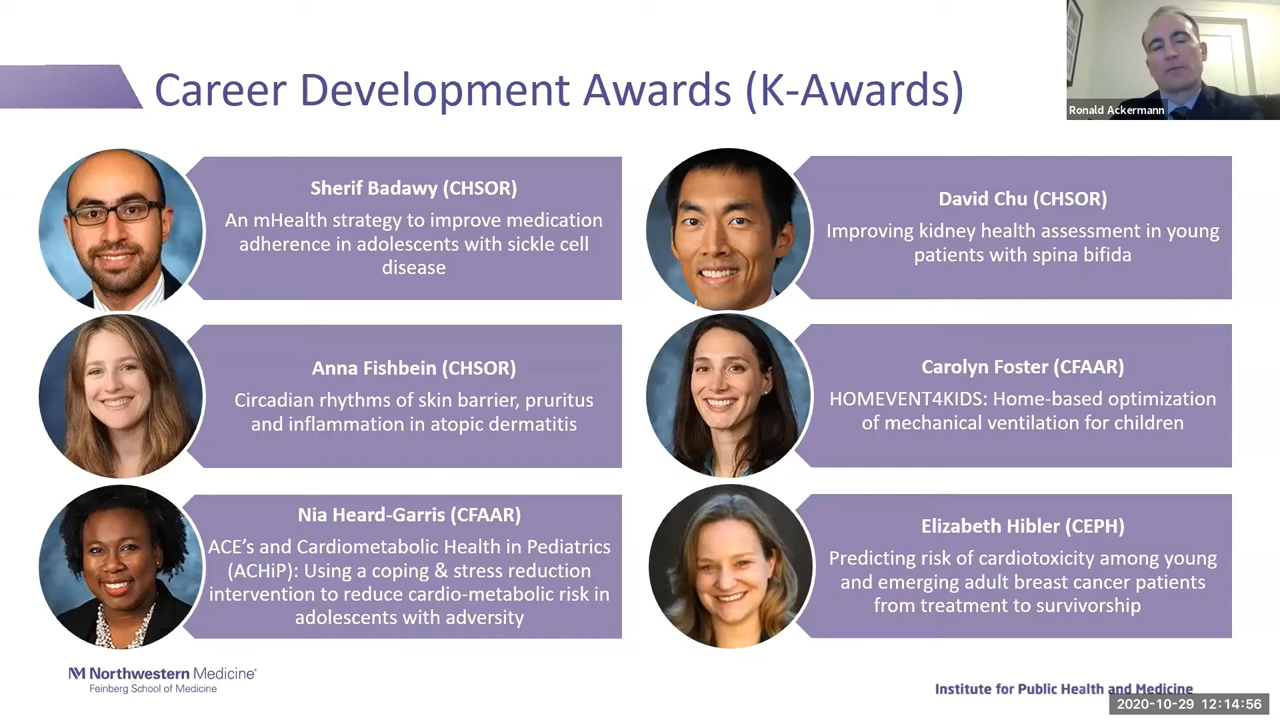 Career Development Awards (K-Awards)
Ronald Ackermann
Sherif Badawy (CHSOR)
An mHealth strategy to improve medication
adherence in adolescents with sickle cell
disease
David Chu (CHSOR)
Improving kidney health assessment in young
patients with spina bifida
Anna Fishbein (CHSOR)
Circadian rhythms of skin barrier, pruritus
and inflammation in atopic dermatitis
Carolyn Foster (CFAAR)
HOMEVENT4KIDS: Home-based optimization
of mechanical ventilation for children
Nia Heard-Garris (CFAAR)
ACE’s and Cardiometabolic Health in Pediatrics
(ACHiP): Using a coping & stress reduction
intervention to reduce cardio-metabolic risk in
adolescents with adversity
Elizabeth Hibler (CEPH)
Predicting risk of cardiotoxicity among young
and emerging adult breast cancer patients
from treatment to survivorship
M Northwestern Medicine®
Feinberg School of Medicine
Institute for Public Health and Medicine
2020-10-29 12:14:56